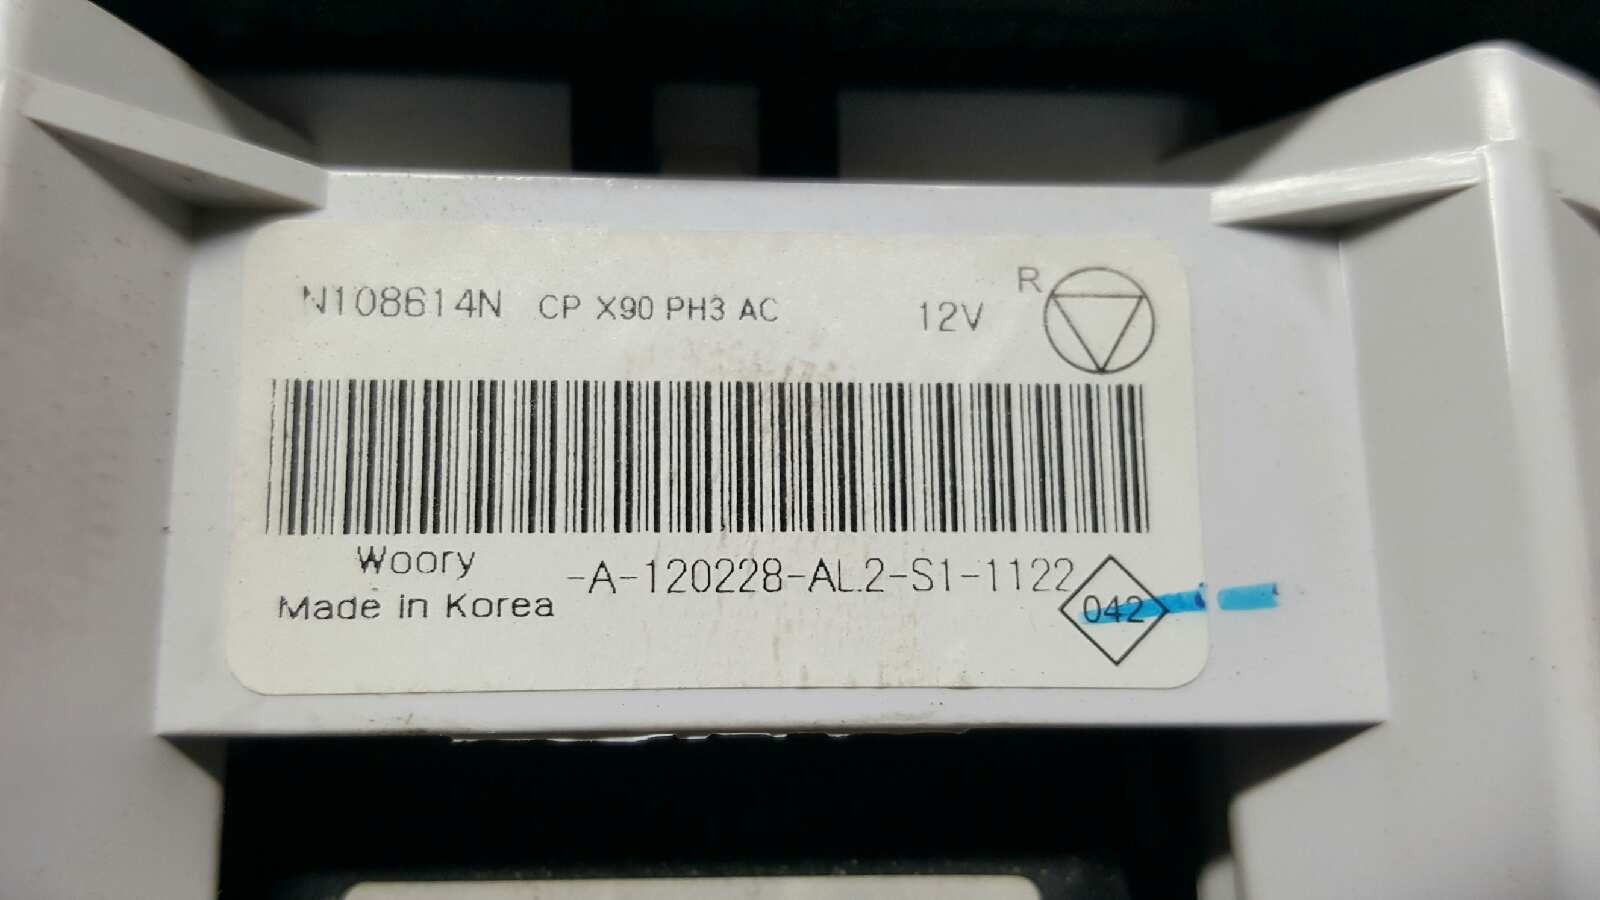 N108614N CP X90 PH3 AC 12V R
Woory
Made in Korea
-A-120228-AL2-S1-1122
042